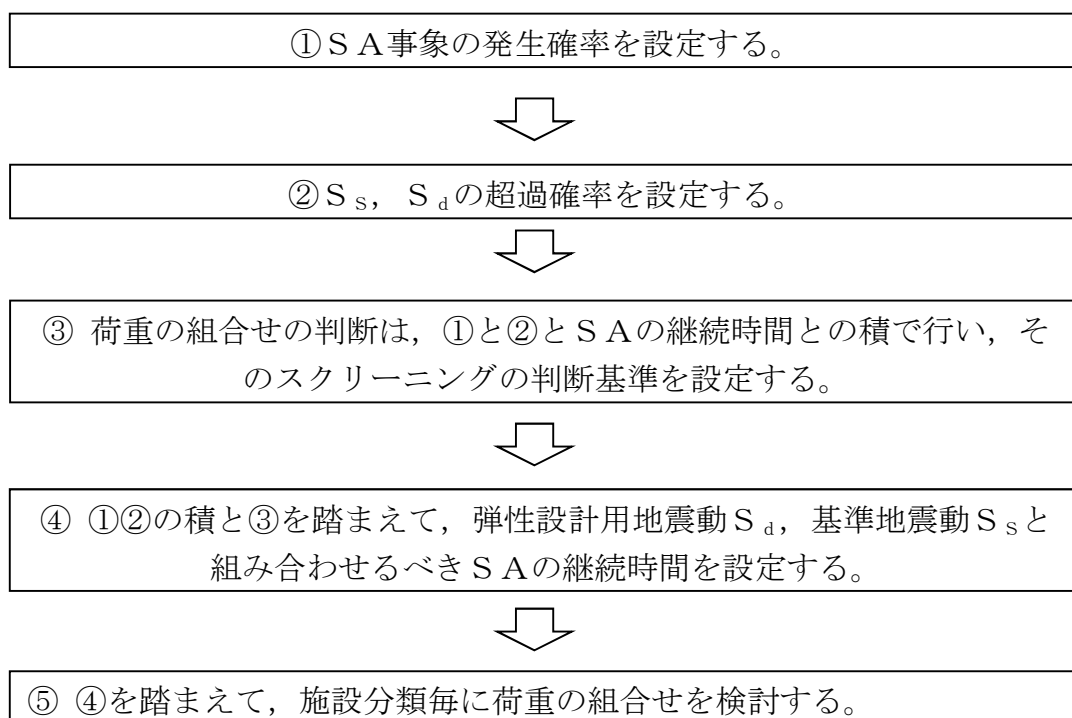 ①ＳＡ事象の発生確率を設定する。
②Ｓｓ，Ｓｄの超過確率を設定する。
③ 荷重の組合せの判断は，①と②とＳＡの継続時間との積で行い，そ
のスクリーニングの判断基準を設定する。
④ ①②の積と③を踏まえて，弾性設計用地震動Ｓｄ，基準地震動Ｓｓと
組み合わせるべきＳＡの継続時間を設定する。
⑤ ④を踏まえて，施設分類毎に荷重の組合せを検討する。